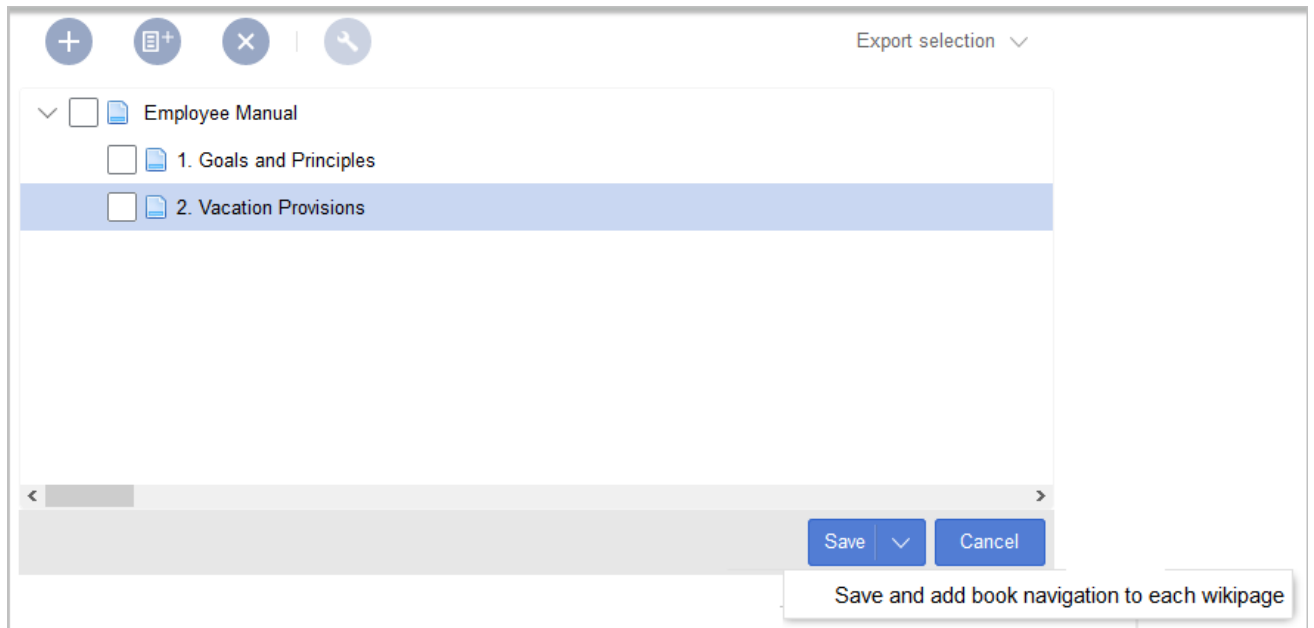 Export selection
Employee Manual
1. Goals and Principles
2. Vacation Provisions
Save
Cancel
Save and add book navigation to each wikipage